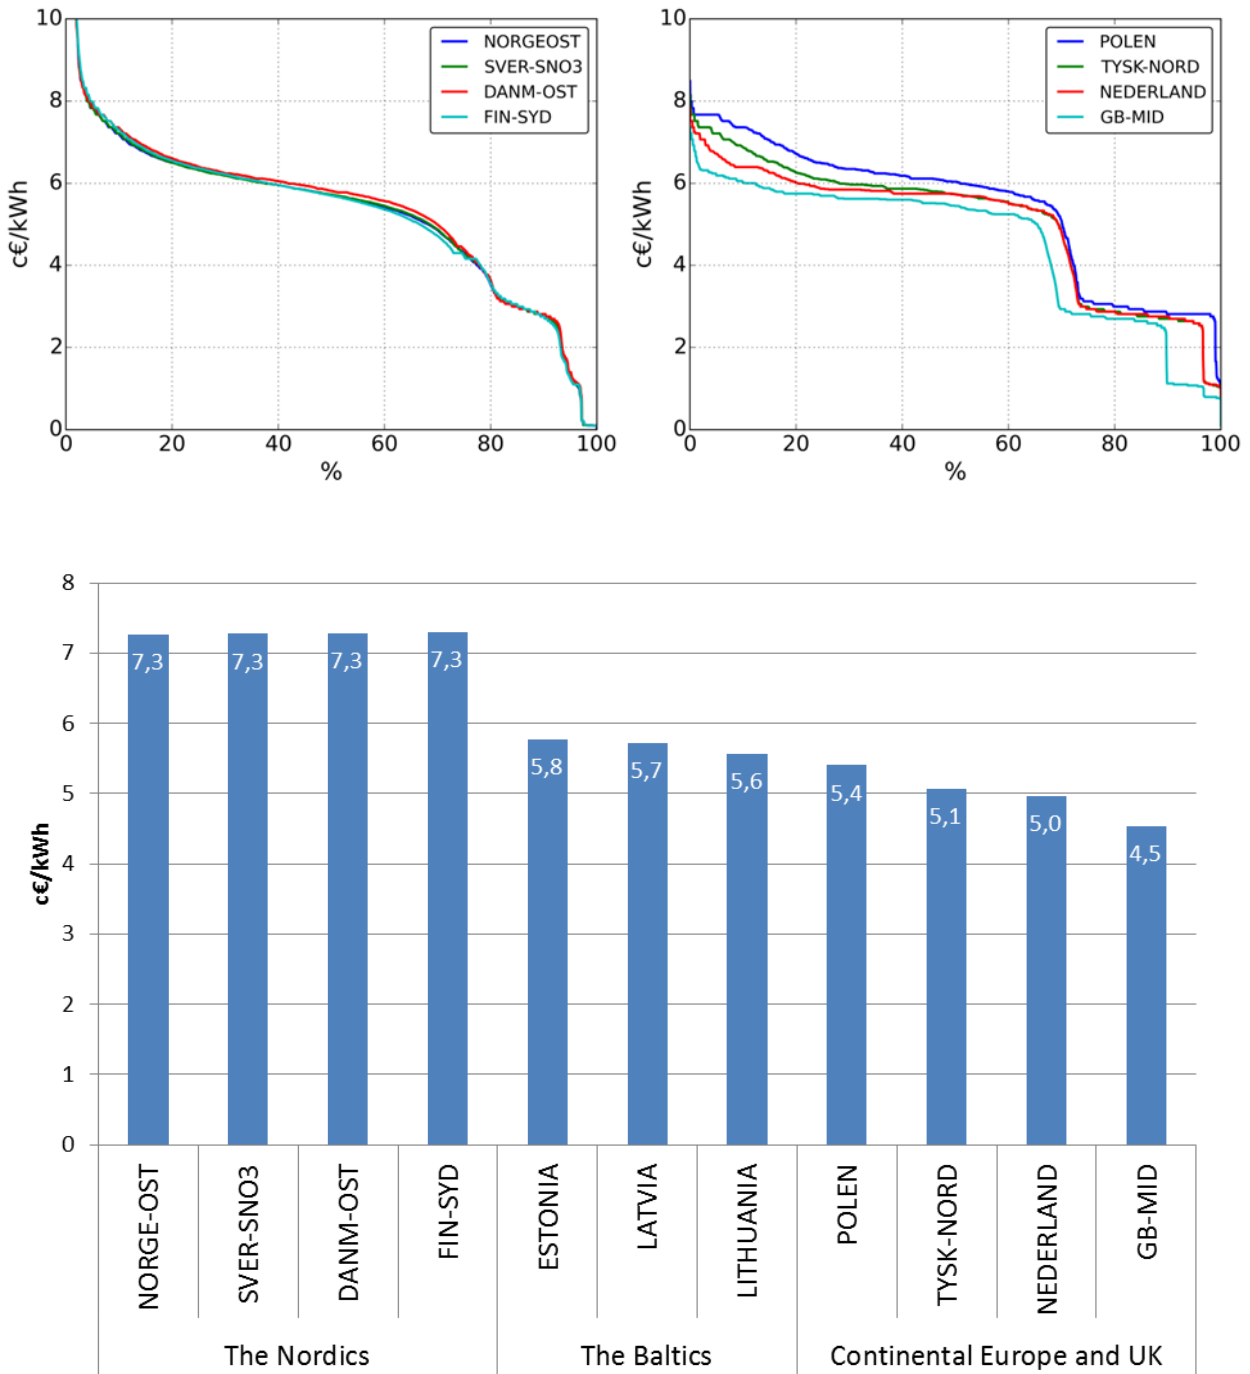 10
8
6
4
2
0
c€/kWh
0 20 40 60 80 100
%
NORGEOST
SVER-SNO3
DANM-OST
FIN-SYD
10
8
6
4
2
0
c€/kWh
0 20 40 60 80 100
%
POLEN
TYSK-NORD
NEDERLAND
GB-MID
8
7
6
5
4
3
2
1
0
c€/kWh
7,3 7,3 7,3 7,3 5,8 5,7 5,6 5,4 5,1 5,0 4,5
NORGE-OST
SVER-SNO3
DANM-OST
FIN-SYD
ESTONIA
LATVIA
LITHUANIA
POLEN
TYSK-NORD
NEDERLAND
GB-MID
The Nordics
The Baltics
Continental Europe and UK